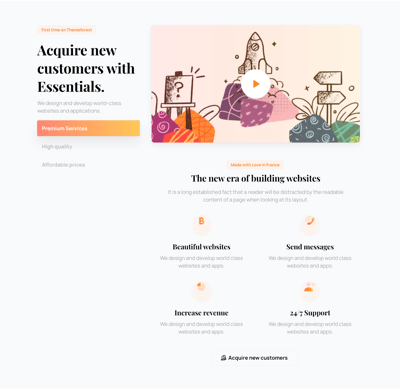 First time on Themeforest
Acquire new
customers with
Essentials.
We design and develop world-class
websites and applications.
Premium Services
High quality
Affordable prices
Made with Love in France
The new era of building websites
It is a long established fact that a reader will be distracted by the readable
content of a page when looking at its layout.
Beautiful websites
We design and develop world class
websites and apps.
Send messages
We design and develop world class
websites and apps.
Increase revenue
We design and develop world class
websites and apps.
24/7 Support
We design and develop world class
websites and apps.
Acquire new customers